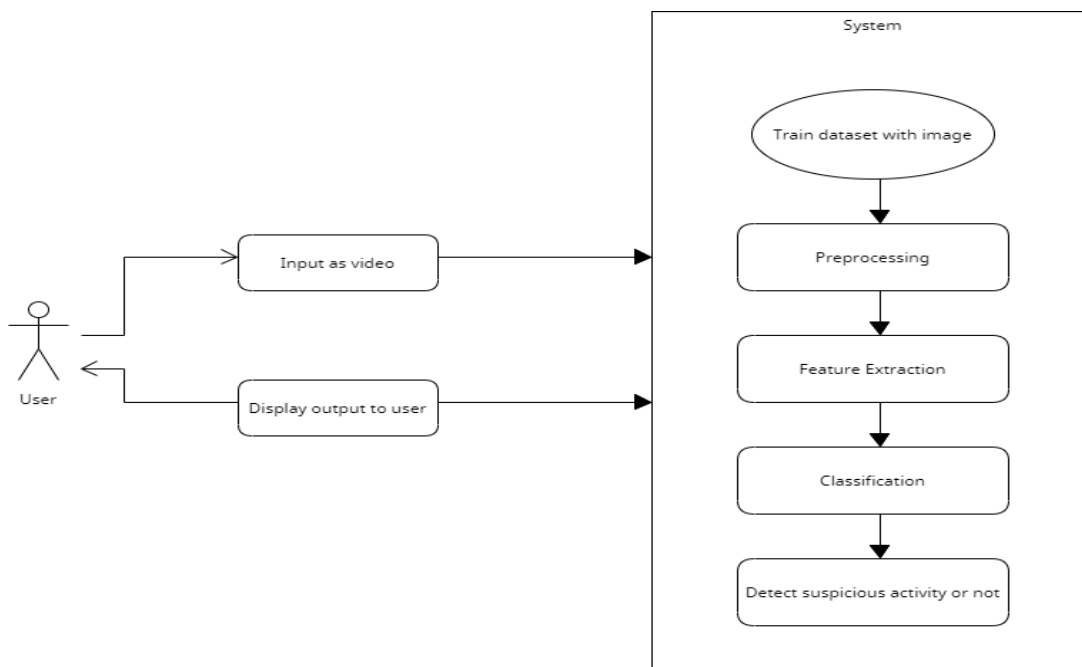 System
Train dataset with image
Preprocessing
Input as video
Feature Extraction
User
Display output to user
Classification
Detect suspicious activity or not